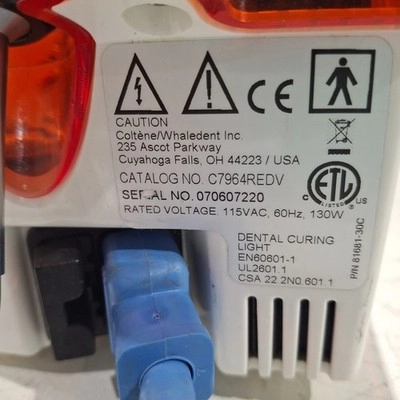 CE
CAUTION
Coltène/Whaledent Inc.
235 Ascot Parkway
Cuyahoga Falls, OH 44223 / USA
CATALOG NO. C7964REDV
SERIAL NO. 070607220
RATED VOLTAGE. 115VAC, 60Hz, 130W
C ETL US
LISTED
DENTAL CURING
LIGHT
EN60601-1
UL2601.1
CSA 22.2N0.601.1
P/N 81681-30C